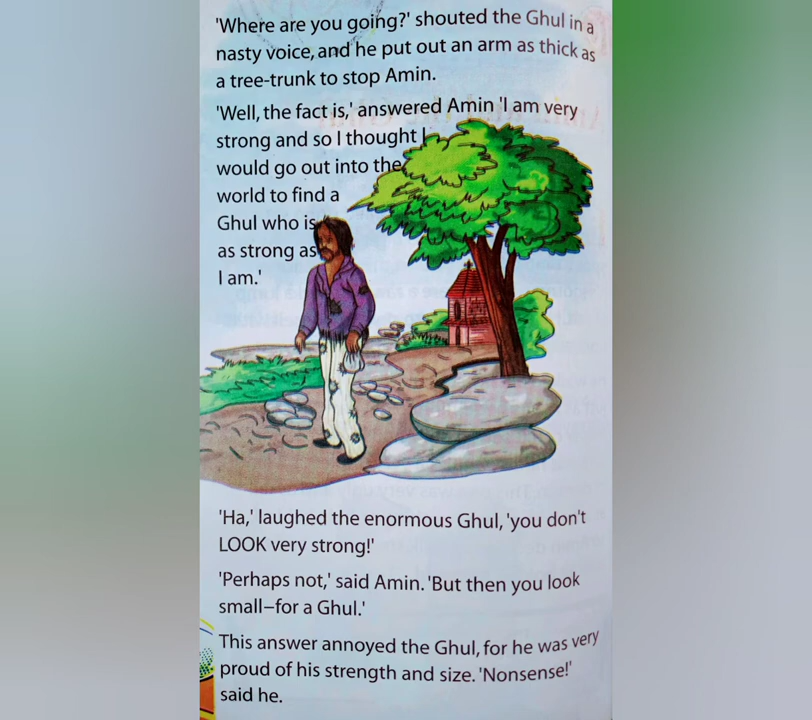 'Where are you going?' shouted the Ghul in a
nasty voice, and he put out an arm as thick as
a tree-trunk to stop Amin.
'Well, the fact is,' answered Amin 'I am very
strong and so I thought I
would go out into the
world to find a
Ghul who is
as strong as
I am.'
'Ha,' laughed the enormous Ghul, 'you don't
LOOK very strong!'
'Perhaps not,' said Amin. 'But then you look
small–for a Ghul.'
This answer annoyed the Ghul, for he was very
proud of his strength and size. 'Nonsense!'
said he.